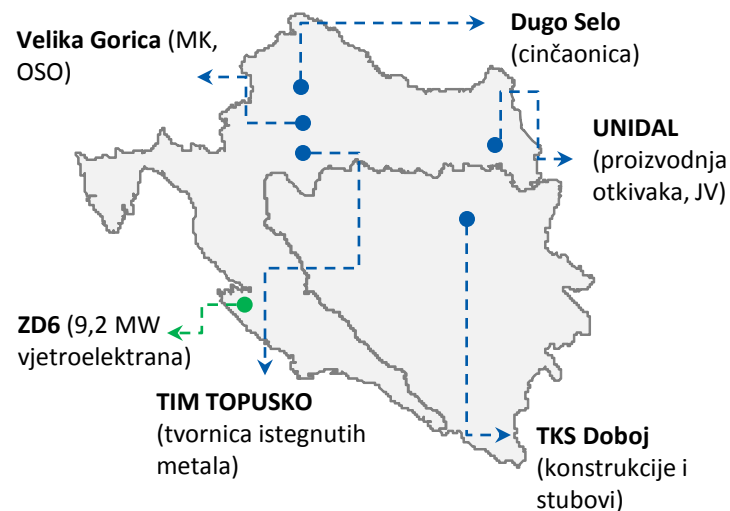 Velika Gorica (MK,
OSO)
Dugo Selo
(cinčaonica)
UNIDAL
(proizvodnja
otkivaka, JV)
ZD6 (9,2 MW
vjetroelektrana)
TIM TOPUSKO
(tvornica istegnutih
metala)
TKS Doboj
(konstrukcije i
stubovi)